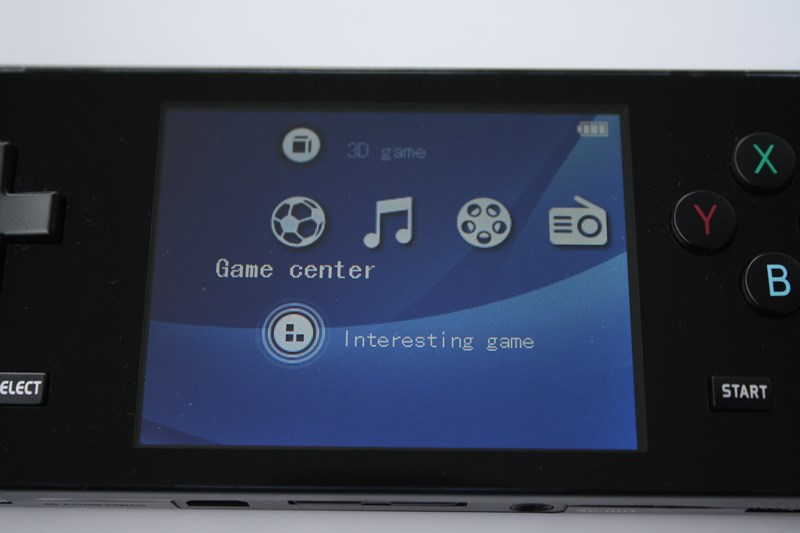 3D game
X
Y
Game center
B
Interesting game
ELECT
START